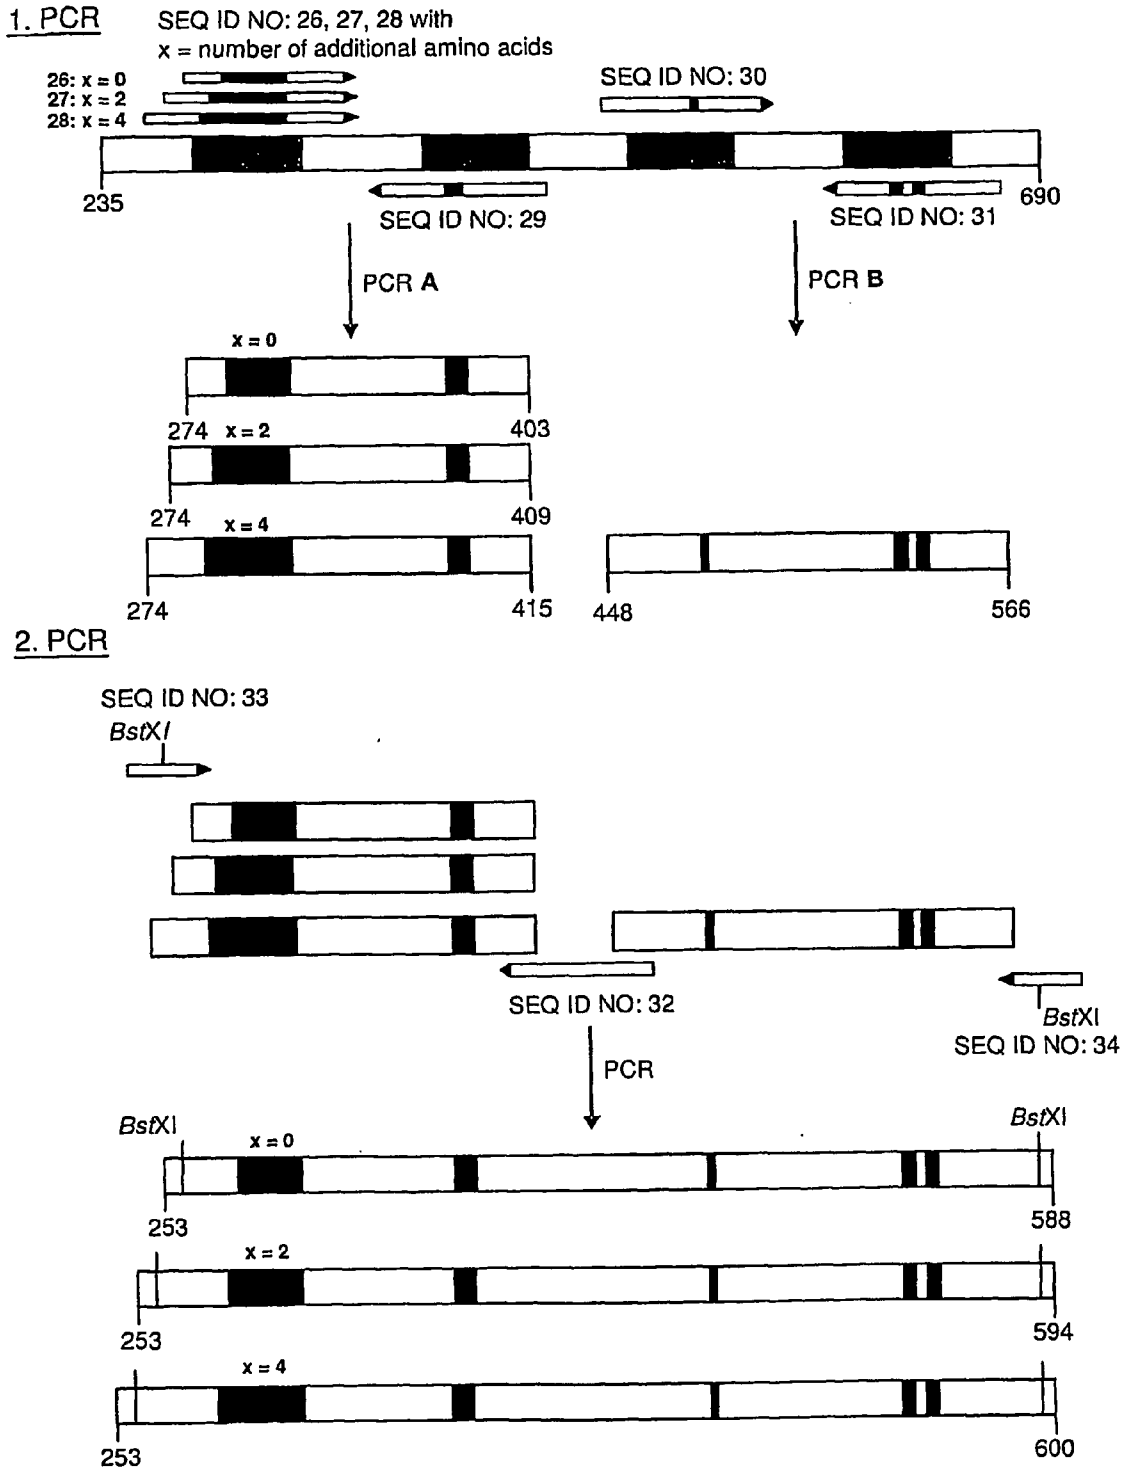 1. PCR
SEQ ID NO: 26, 27, 28 with
x = number of additional amino acids
26: x = 0
27: x = 2
28: x = 4
SEQ ID NO: 30
235
690
SEQ ID NO: 29
SEQ ID NO: 31
PCR A
PCR B
x = 0
274
403
x = 2
274
409
x = 4
274
415
448
566
2. PCR
SEQ ID NO: 33
BstXI
SEQ ID NO: 32
BstXI
SEQ ID NO: 34
PCR
BstXI
BstXI
x = 0
253
588
x = 2
253
594
x = 4
253
600